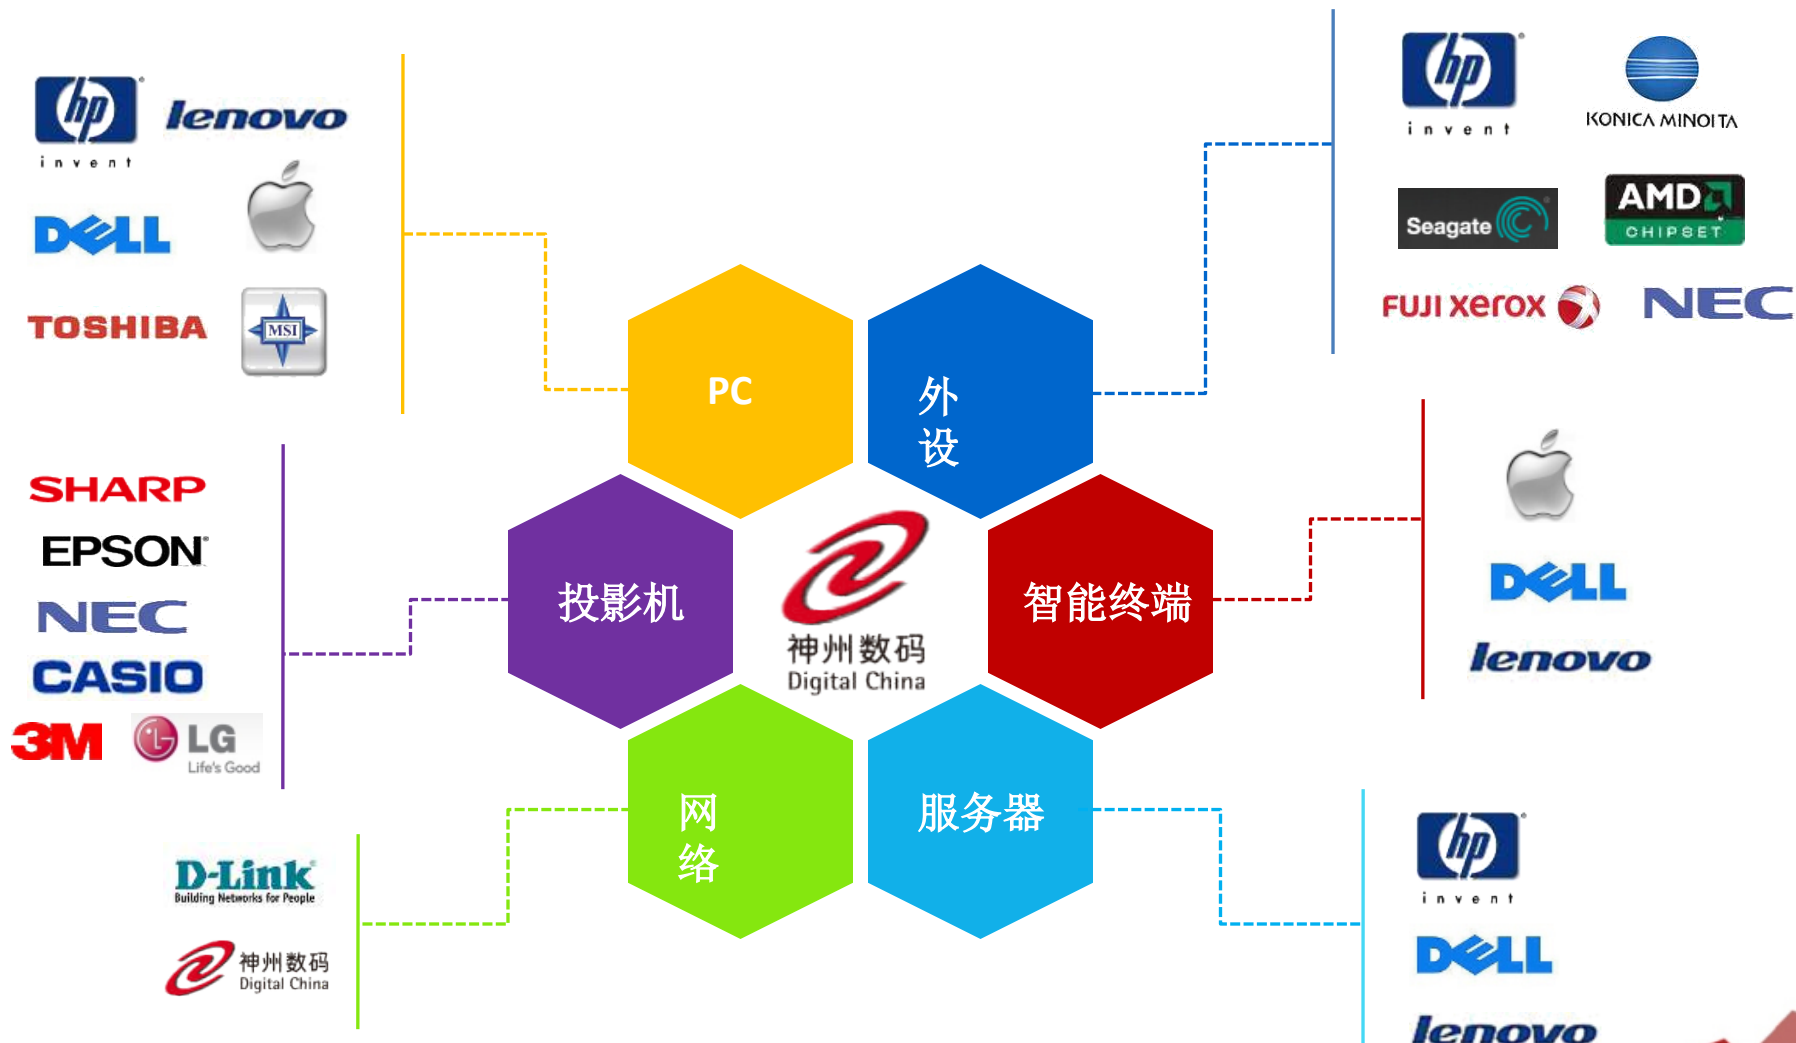 hp
invent
lenovo
DELL
TOSHIBA
MSI
PC
外
设
hp
invent
KONICA MINOLTA
Seagate
AMD
CHIPSET
FUJI xerox
NEC
SHARP
EPSON
NEC
CASIO
3M
LG
Life's Good
投影机
神州数码
Digital China
智能终端
DELL
lenovo
网
络
D-Link
Building Networks for People
神州数码
Digital China
服务器
hp
invent
DELL
lenovo